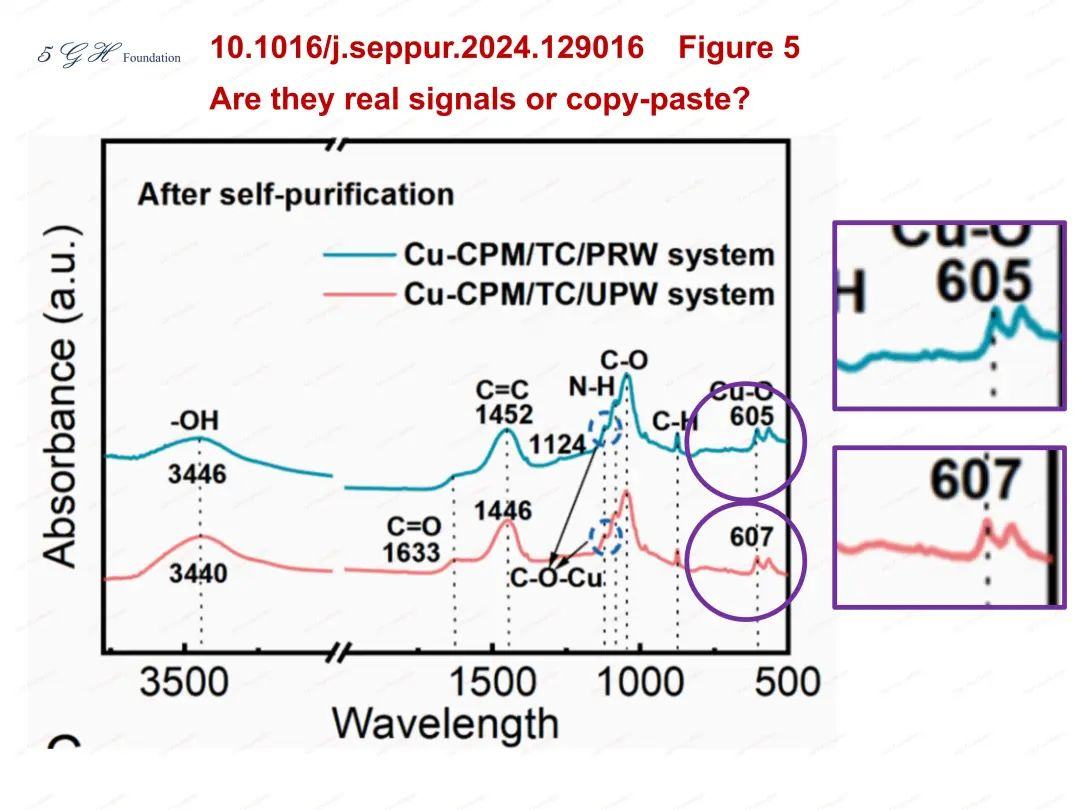 5 GH Foundation
10.1016/j.seppur.2024.129016 Figure 5
Are they real signals or copy-paste?
After self-purification
Cu-CPM/TC/PRW system
Cu-CPM/TC/UPW system
Absorbance (a.u.)
-OH
3446
3440
C=C
1452
1124
N-H
C-O
C-H
Cu-O
605
C=O
1633
1446
C-O-Cu
607
3500
1500
1000
500
Wavelength
Cu-O
H
605
607